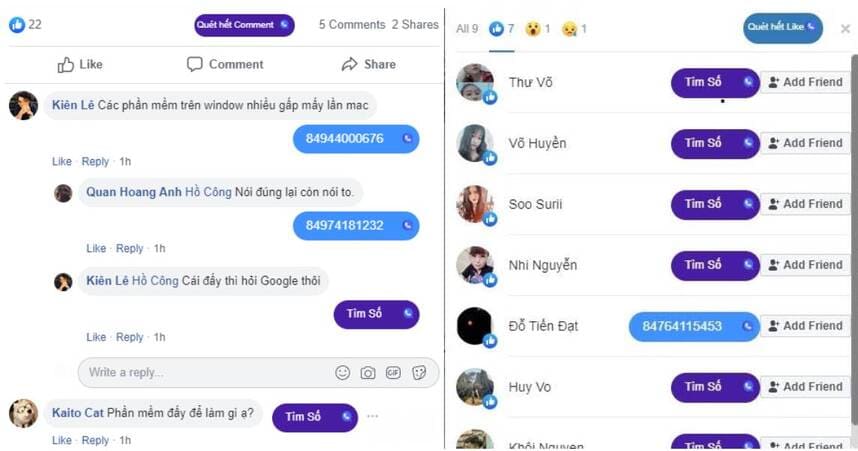 22
Quét hết Comment
5 Comments 2 Shares
Like
Comment
Share
Kiên Lê Các phần mềm trên window nhiều gấp mấy lần mac
84944000676
Like · Reply · 1h
Quan Hoang Anh Hồ Công Nói đúng lại còn nói to.
84974181232
Like · Reply · 1h
Kiên Lê Hồ Công Cái đấy thì hỏi Google thôi
Tìm Số
Like · Reply · 1h
Write a reply...
GIF
Kaito Cat Phần mềm đấy để làm gì ạ?
Tìm Số
Like · Reply · 1h
All 9
7
1
1
Quét hết Like
Thư Võ
Tìm Số
Add Friend
Võ Huyền
Tìm Số
Add Friend
Soo Surii
Tìm Số
Add Friend
Nhi Nguyễn
Tìm Số
Add Friend
Đỗ Tiến Đạt
84764115453
Add Friend
Huy Vo
Tìm Số
Add Friend
Khôi Nguyen
Tìm Số
Add Friend